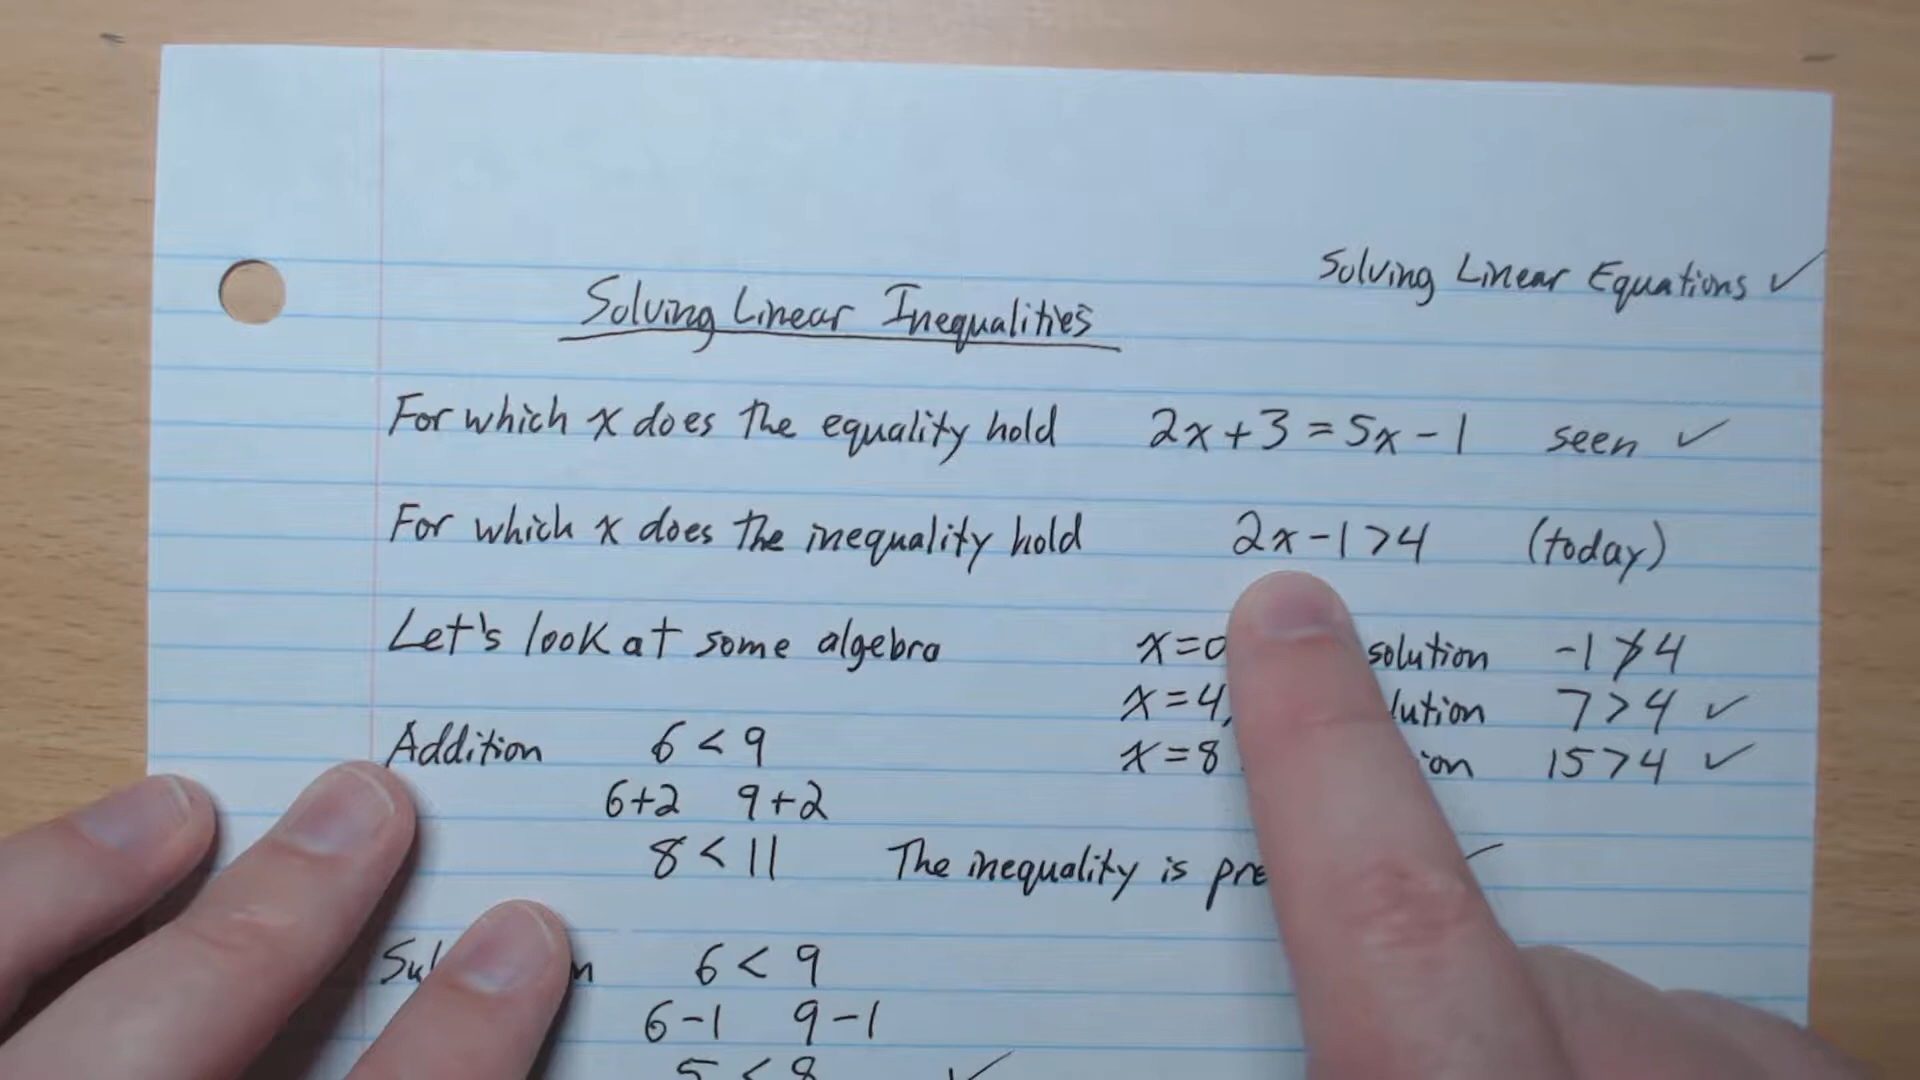 Solving Linear Equations ✓
Solving Linear Inequalities
For which x does the equality hold 2x+3=5x-1 seen ✓
For which x does the inequality hold 2x-1>4 (today)
Let's look at some algebra
x=0 solution -1≯4
x=4, 7>4 ✓
x=8 15>4 ✓
Addition 6<9
6+2 9+2
8<11 The inequality is
6<9
6-1 9-1
5<8 ✓